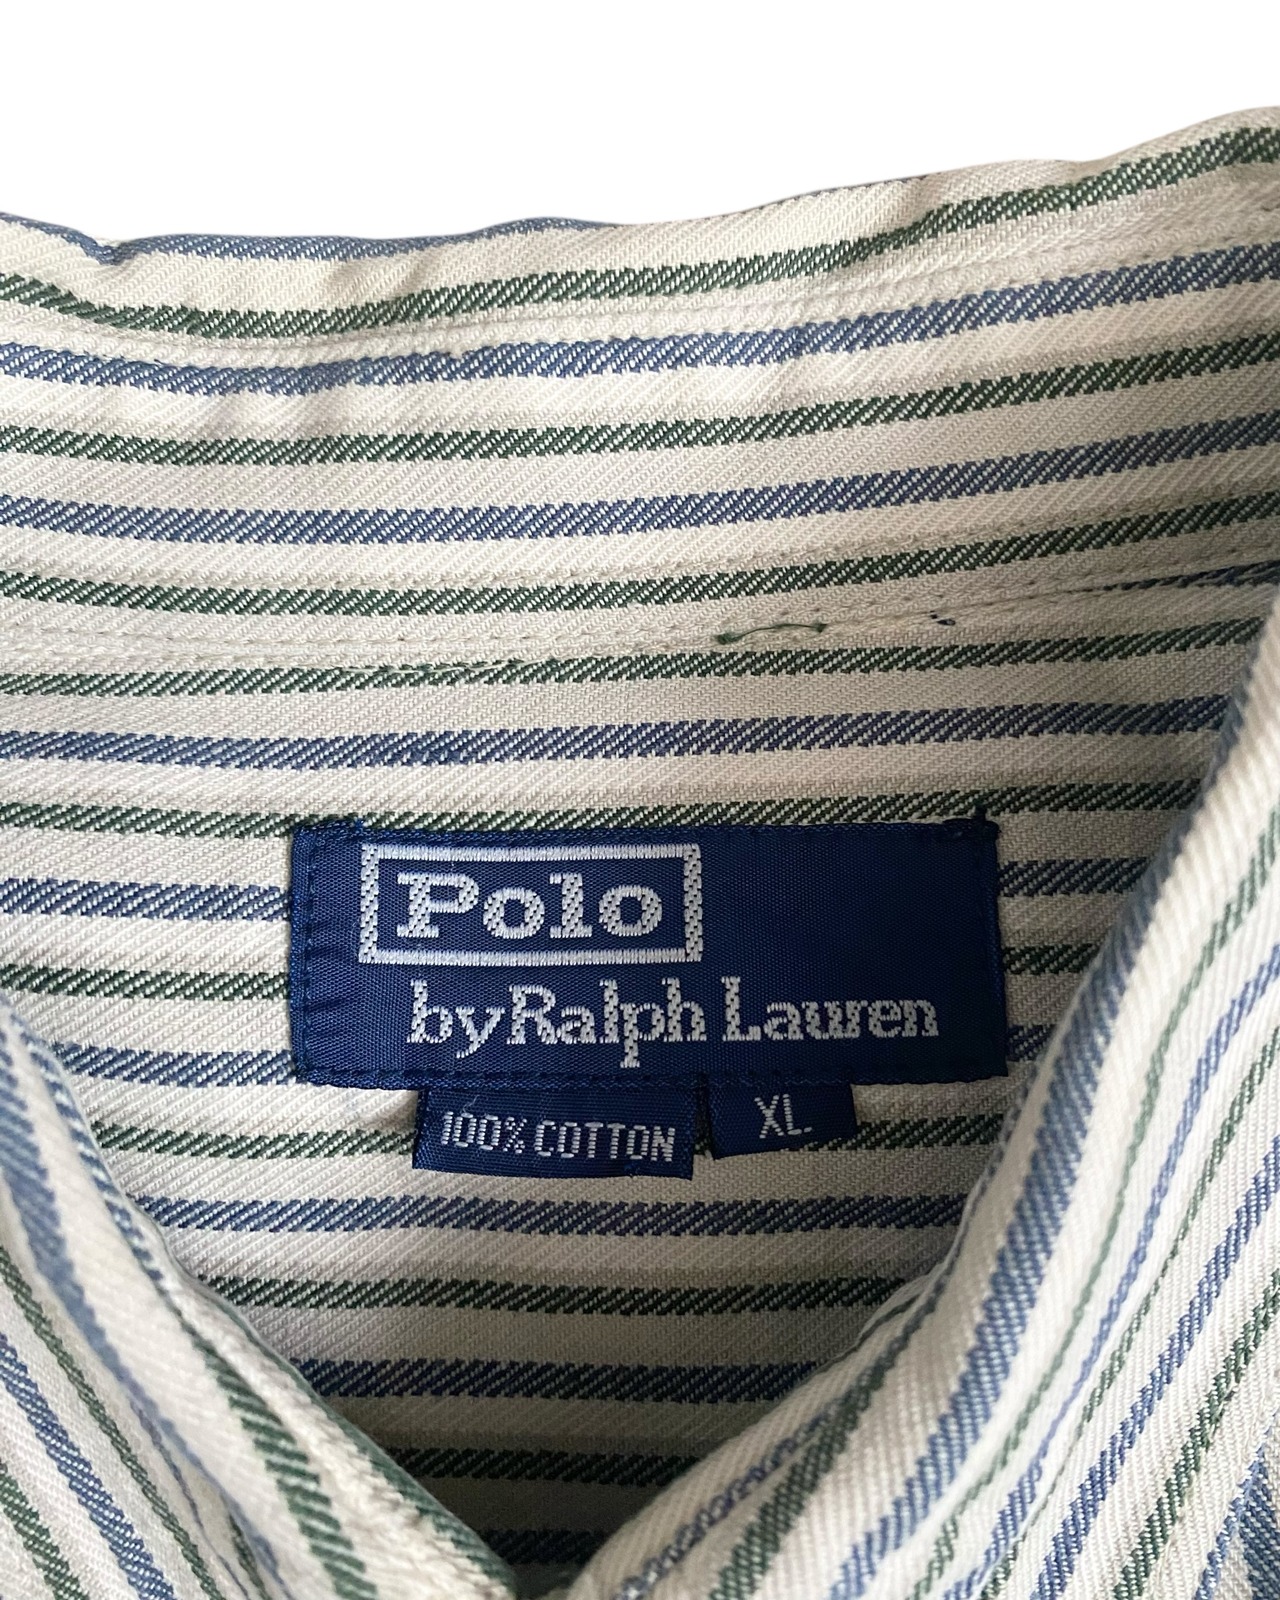 Polo
by Ralph Lauren
100% COTTON
XL.